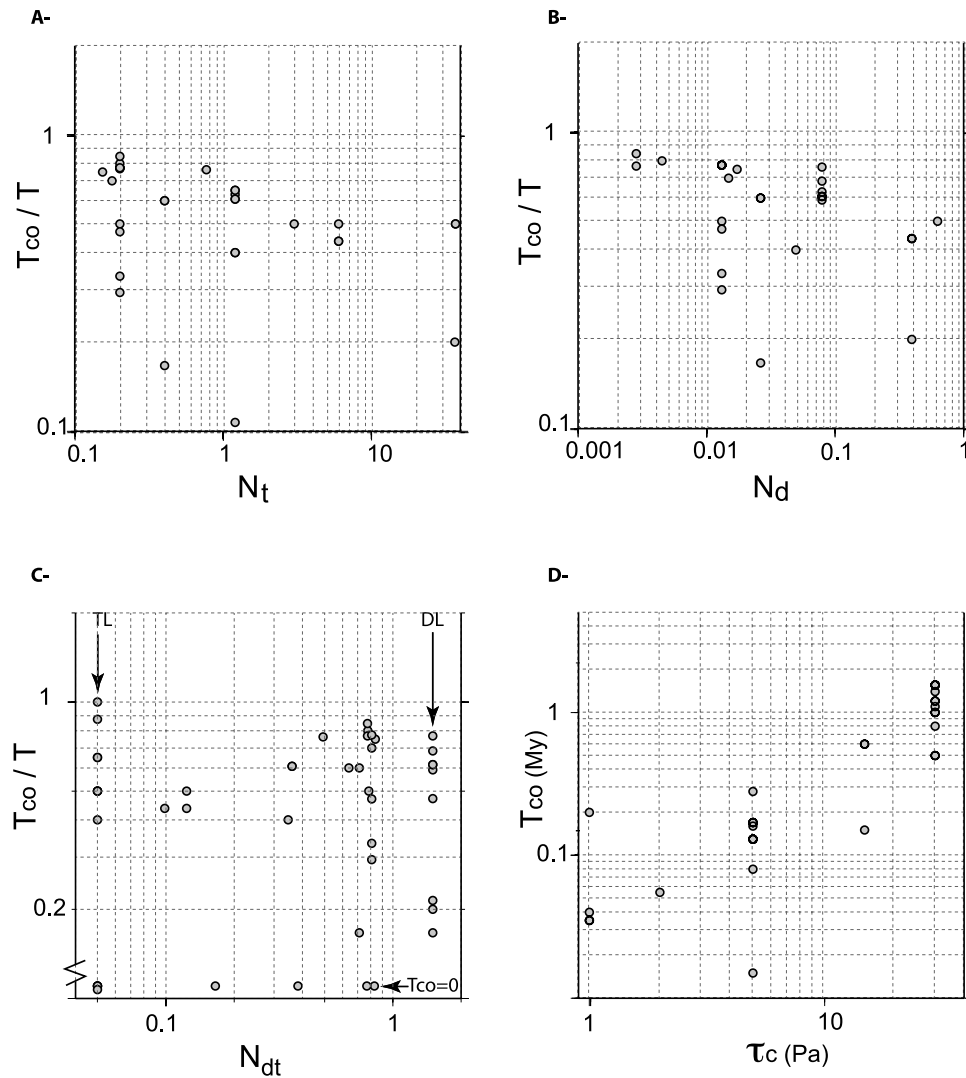 A-
1
0.1
Tco / T
0.1 1 10
Nt
B-
1
0.1
Tco / T
0.001 0.01 0.1 1
Nd
C-
TL
DL
1
0.2
Tco / T
Tco=0
0.1 1
Ndt
D-
1
0.1
Tco (My)
1 10
τc (Pa)